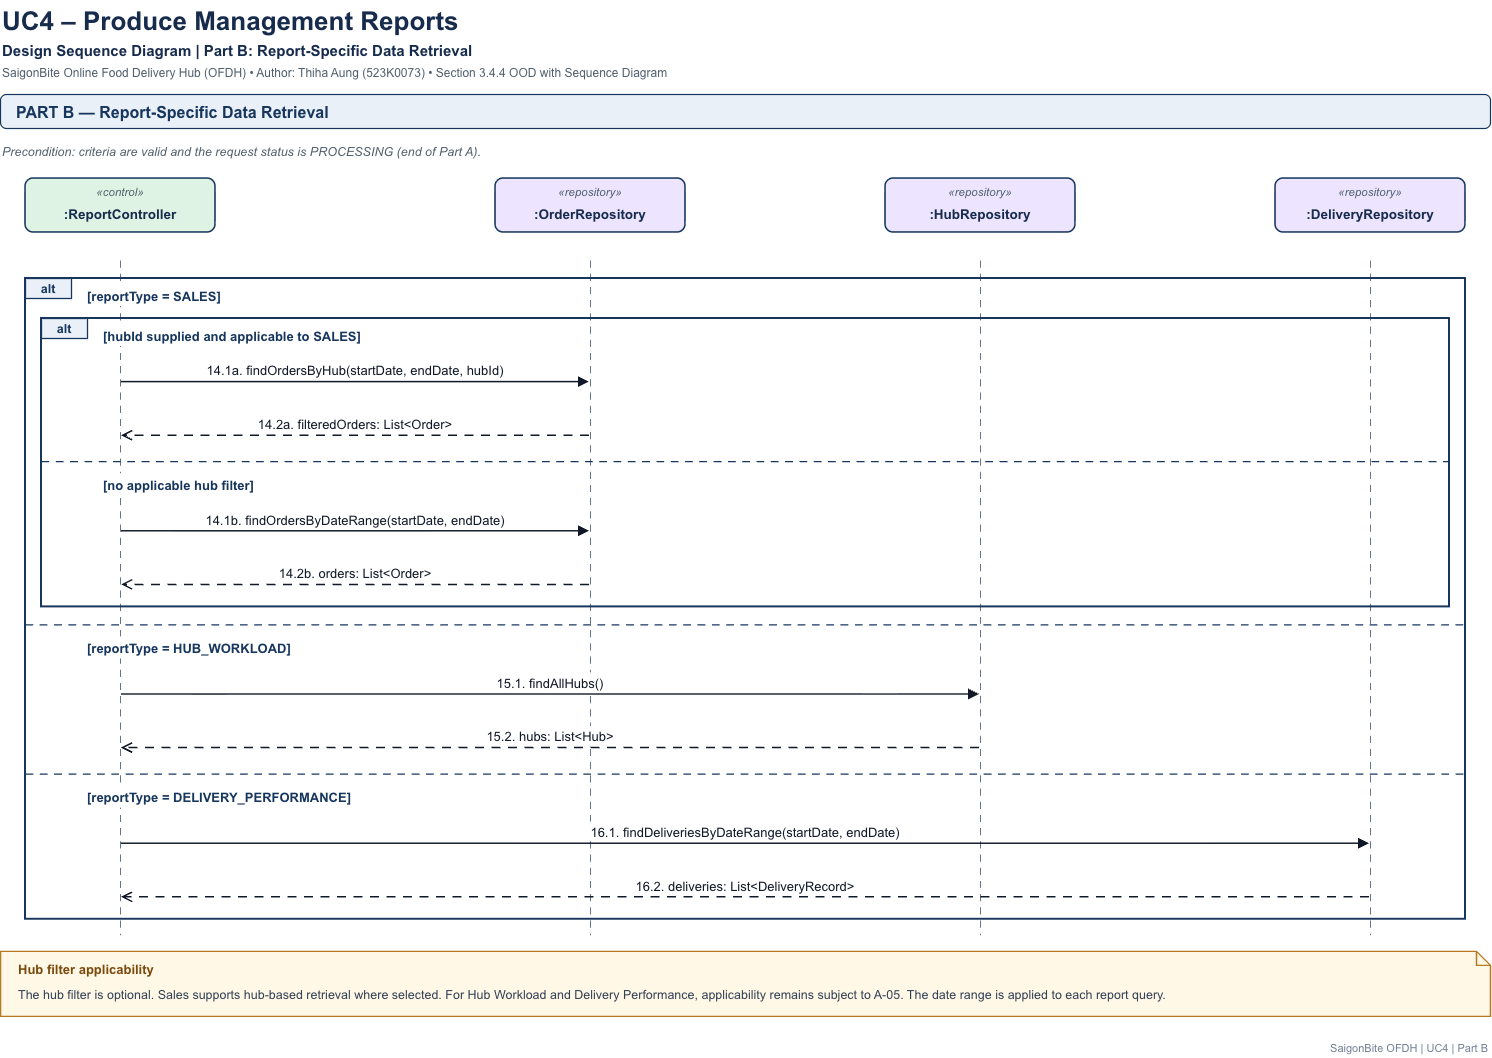 UC4 – Produce Management Reports
Design Sequence Diagram | Part B: Report-Specific Data Retrieval
SaigonBite Online Food Delivery Hub (OFDH) • Author: Thiha Aung (523K0073) • Section 3.4.4 OOD with Sequence Diagram
PART B — Report-Specific Data Retrieval
Precondition: criteria are valid and the request status is PROCESSING (end of Part A).
«control»
:ReportController
«repository»
:OrderRepository
«repository»
:HubRepository
«repository»
:DeliveryRepository
alt
[reportType = SALES]
alt
[hubId supplied and applicable to SALES]
14.1a. findOrdersByHub(startDate, endDate, hubId)
14.2a. filteredOrders: List<Order>
[no applicable hub filter]
14.1b. findOrdersByDateRange(startDate, endDate)
14.2b. orders: List<Order>
[reportType = HUB_WORKLOAD]
15.1. findAllHubs()
15.2. hubs: List<Hub>
[reportType = DELIVERY_PERFORMANCE]
16.1. findDeliveriesByDateRange(startDate, endDate)
16.2. deliveries: List<DeliveryRecord>
Hub filter applicability
The hub filter is optional. Sales supports hub-based retrieval where selected. For Hub Workload and Delivery Performance, applicability remains subject to A-05. The date range is applied to each report query.
SaigonBite OFDH | UC4 | Part B